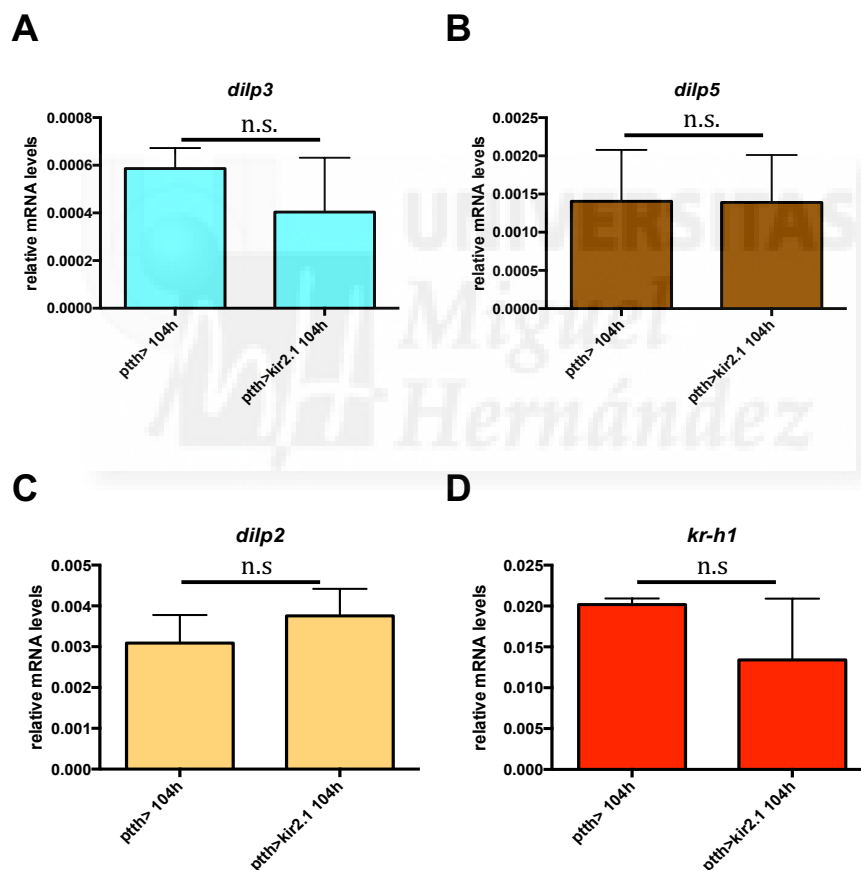 A
dilp3
relative mRNA levels
0.0008
0.0006
0.0004
0.0002
0.0000
n.s.
ptth> 104h
ptth>kir2.1 104h
B
dilp5
relative mRNA levels
0.0025
0.0020
0.0015
0.0010
0.0005
0.0000
n.s.
ptth> 104h
ptth>kir2.1 104h
UNIVERSITAS
Miguel
Hernández
C
dilp2
relative mRNA levels
0.005
0.004
0.003
0.002
0.001
0.000
n.s
ptth> 104h
ptth>kir2.1 104h
D
kr-h1
relative mRNA levels
0.025
0.020
0.015
0.010
0.005
0.000
n.s
ptth> 104h
ptth>kir2.1 104h